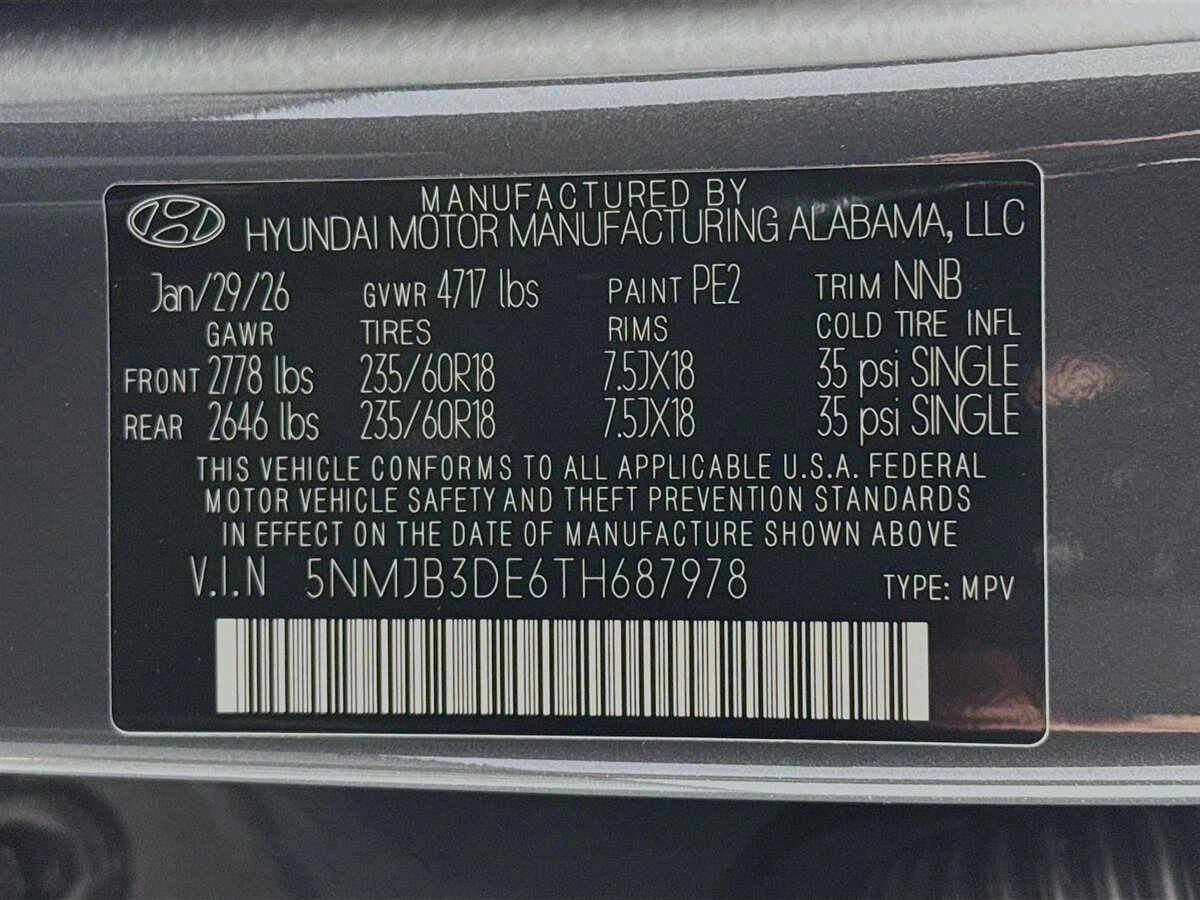 MANUFACTURED BY
HYUNDAI MOTOR MANUFACTURING ALABAMA, LLC
Jan/29/26 GVWR 4717 lbs PAINT PE2 TRIM NNB
GAWR TIRES RIMS COLD TIRE INFL
FRONT 2778 lbs 235/60R18 7.5JX18 35 psi SINGLE
REAR 2646 lbs 235/60R18 7.5JX18 35 psi SINGLE
THIS VEHICLE CONFORMS TO ALL APPLICABLE U.S.A. FEDERAL
MOTOR VEHICLE SAFETY AND THEFT PREVENTION STANDARDS
IN EFFECT ON THE DATE OF MANUFACTURE SHOWN ABOVE
V.I.N 5NMJB3DE6TH687978 TYPE: MPV